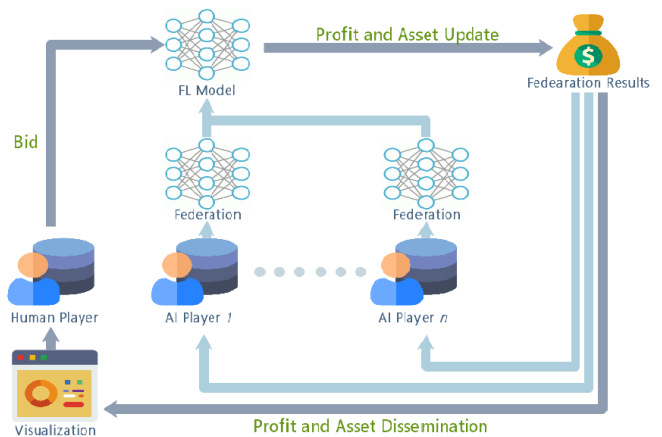 Profit and Asset Update
FL Model
Fedearation Results
Bid
Federation
Federation
Human Player
AI Player 1
AI Player n
Visualization
Profit and Asset Dissemination
$